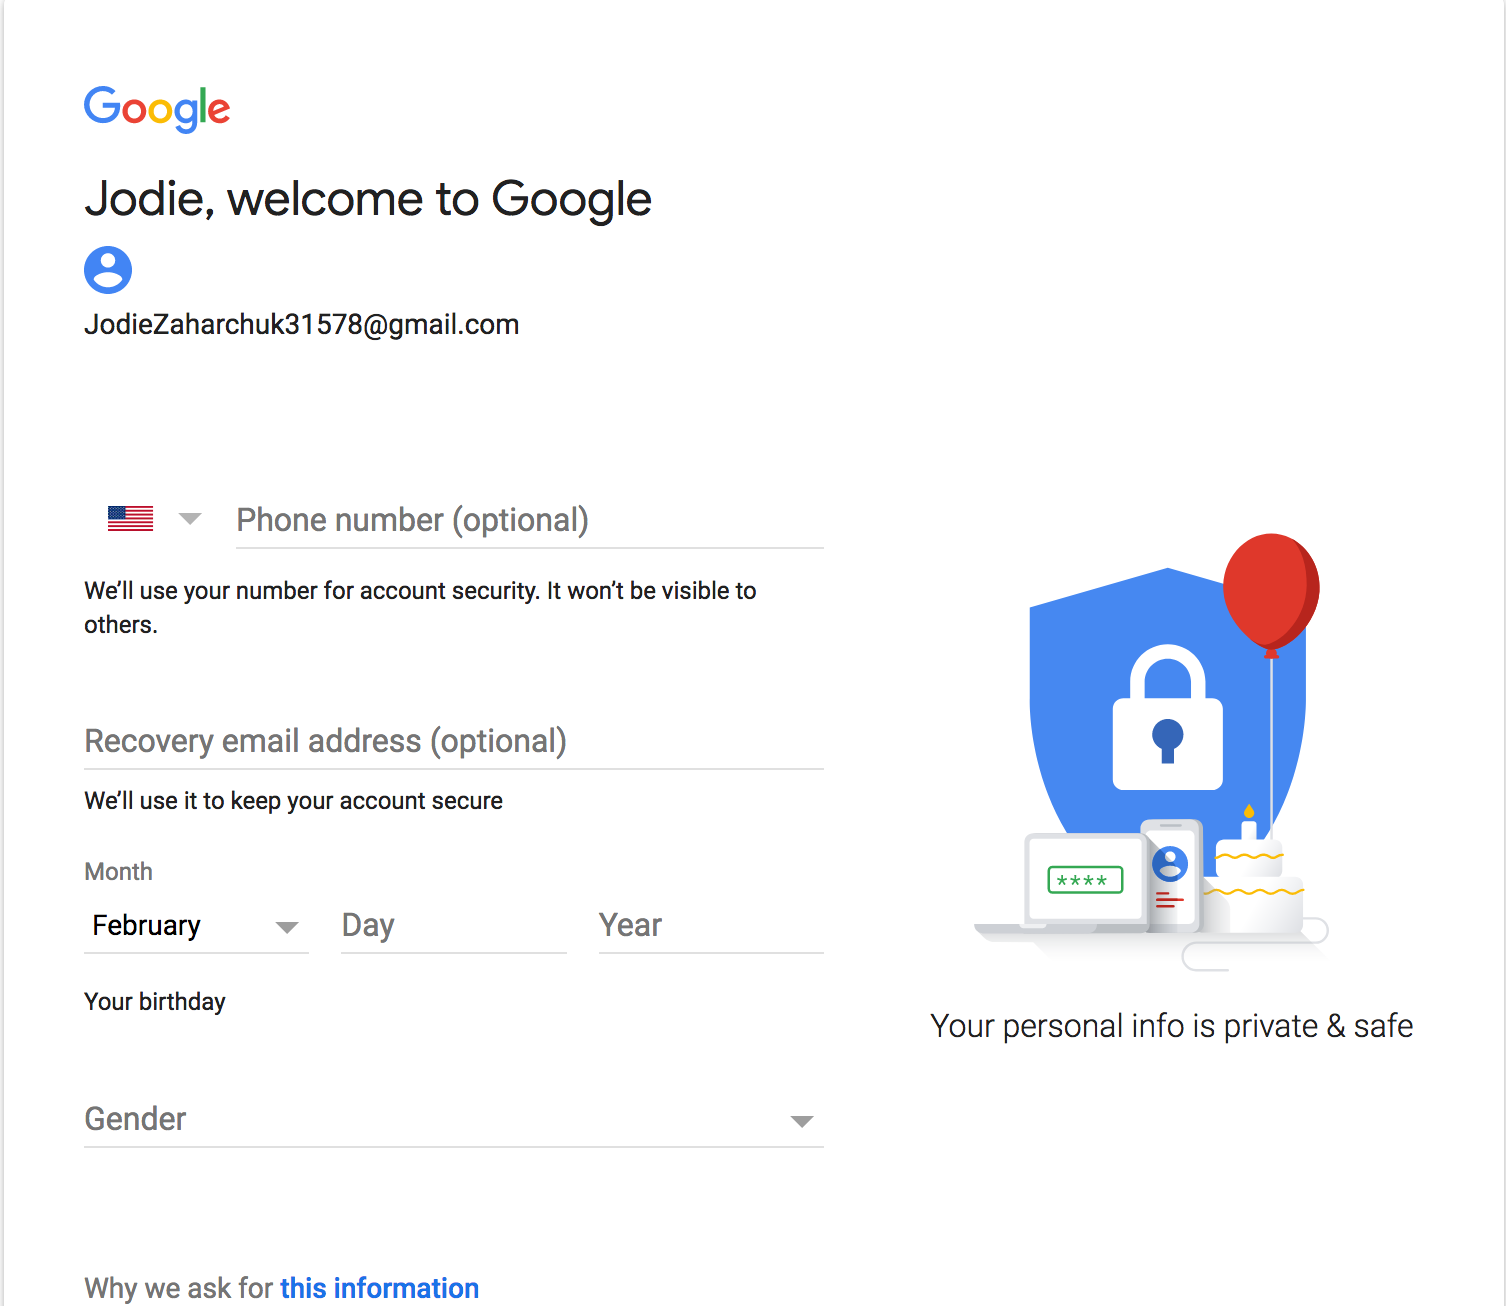 Google
Jodie, welcome to Google
JodieZaharchuk31578@gmail.com
Phone number (optional)
We’ll use your number for account security. It won’t be visible to
others.
Recovery email address (optional)
We’ll use it to keep your account secure
Month
February
Day
Year
Your birthday
Gender
Why we ask for this information
****
Your personal info is private & safe